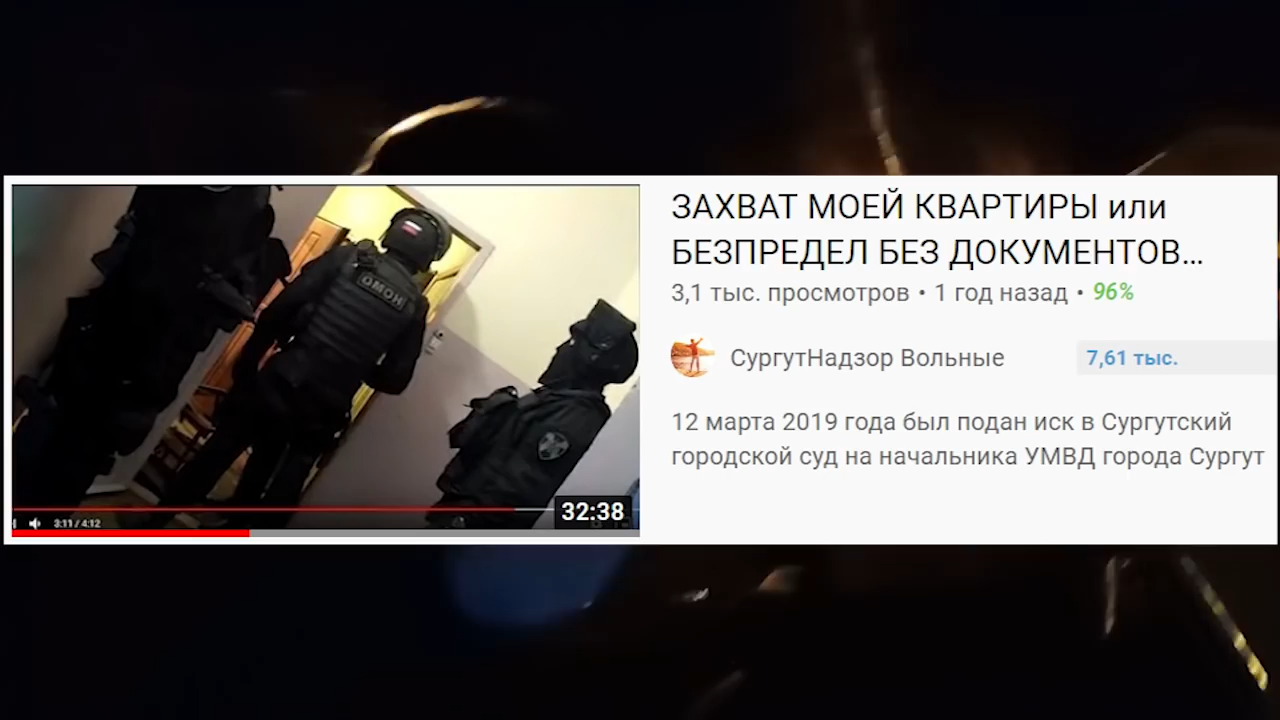 ОМОН
3:11 / 4:12
32:38
ЗАХВАТ МОЕЙ КВАРТИРЫ или
БЕЗПРЕДЕЛ БЕЗ ДОКУМЕНТОВ...
3,1 тыс. просмотров • 1 год назад • 96%
СургутНадзор Вольные
7,61 тыс.
12 марта 2019 года был подан иск в Сургутский
городской суд на начальника УМВД города Сургут